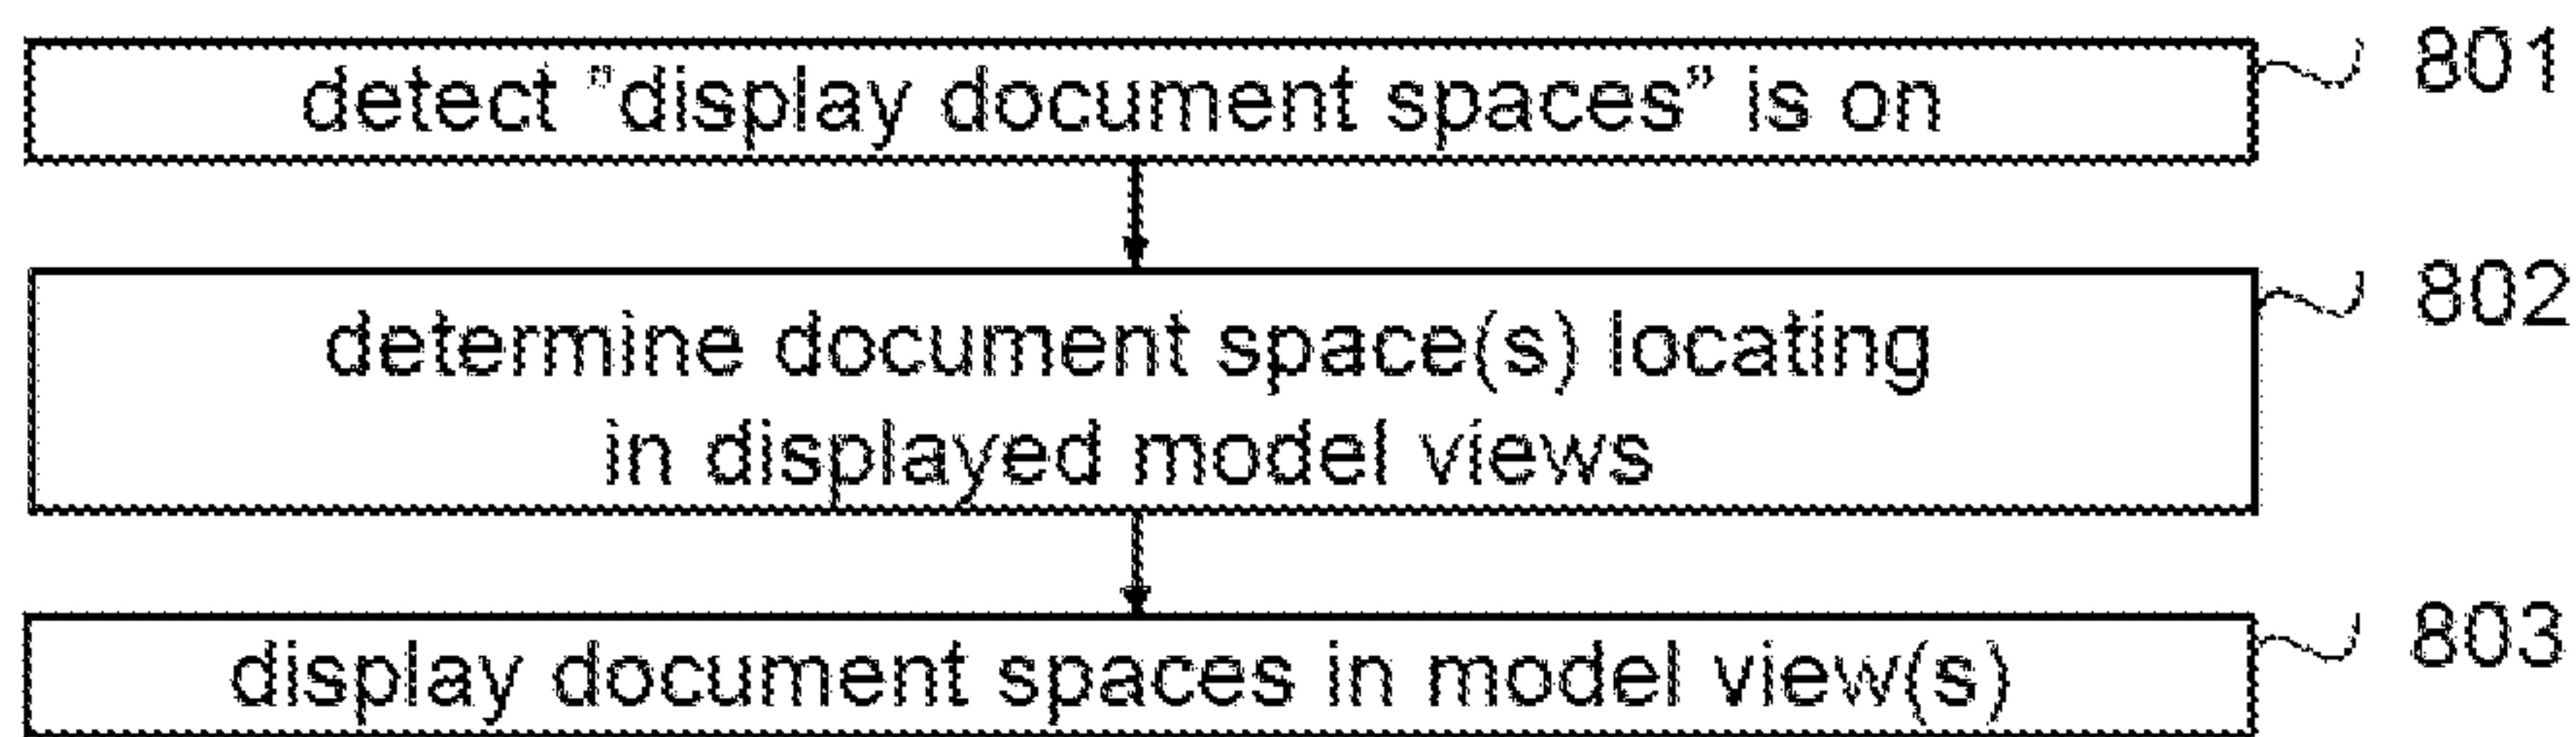 detect ”display document spaces” is on 801
determine document space(s) locating 802
in displayed model views
display document spaces in model view(s) 803